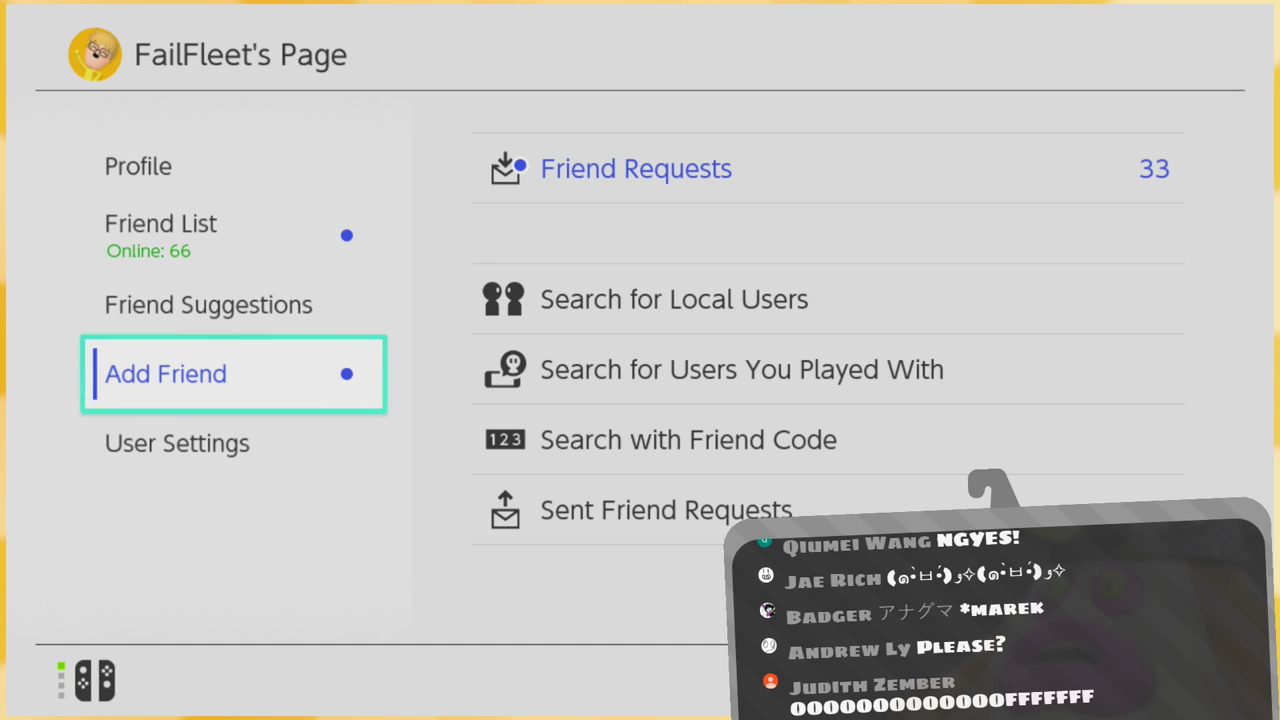 FailFleet's Page
Profile
Friend List
Online: 66
Friend Suggestions
Add Friend
User Settings
Friend Requests 33
Search for Local Users
Search for Users You Played With
123 Search with Friend Code
Sent Friend Requests
Qiumei Wang NGYES!
Jae Rich (๑•̀ㅂ•́)و✧(๑•̀ㅂ•́)و✧
Badger アナグマ *MAREK
Andrew Ly Please?
Judith Zember
OOOOOOOOOOOOOFFFFFFF